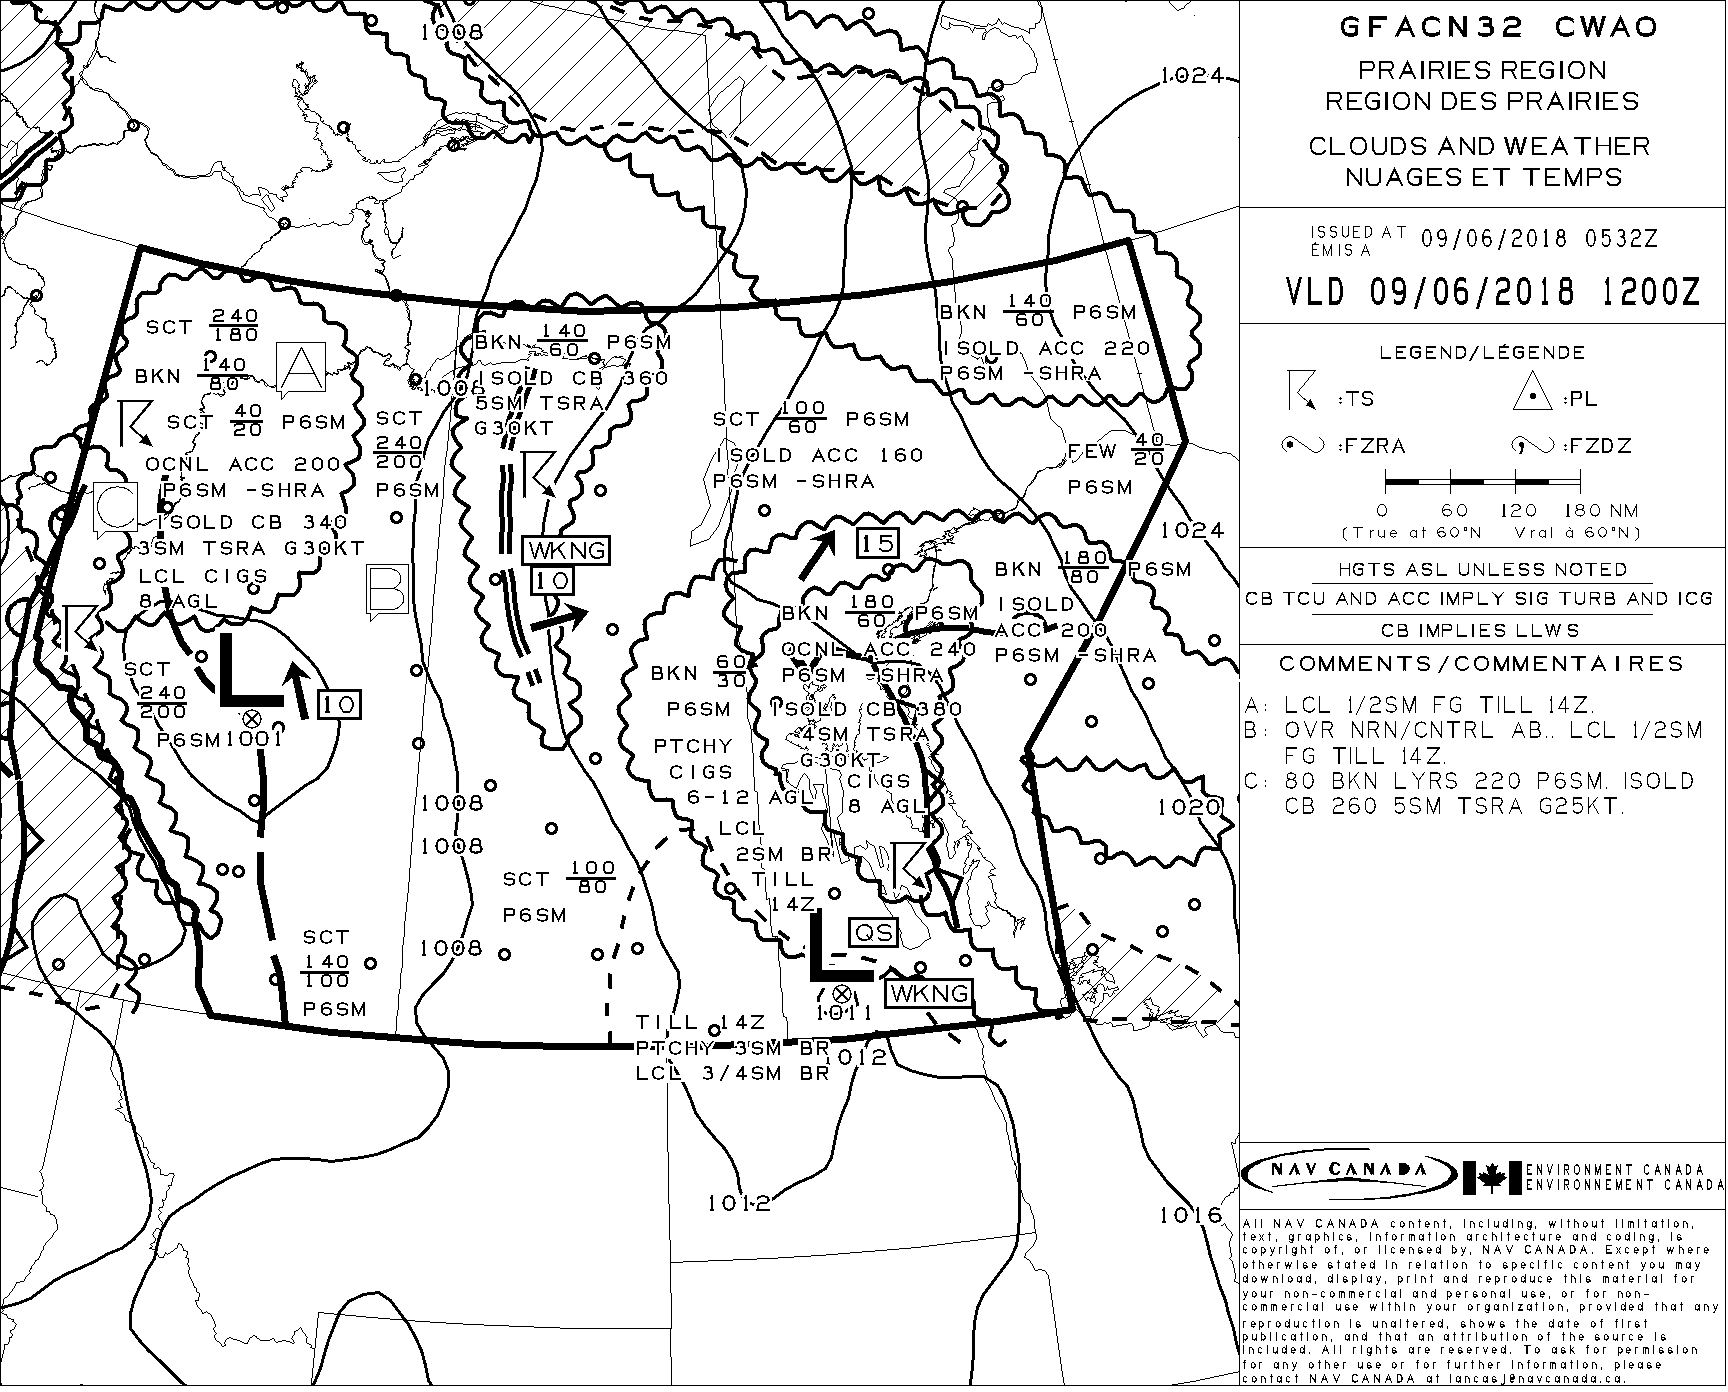 1008
1024
SCT 240/180
BKN 140/80
A
SCT 40/20 P6SM
OCNL ACC 200
P6SM -SHRA
ISOLD CB 340
3SM TSRA G30KT
LCL CIGS
8 AGL
C
SCT
240/200
P6SM
B
1008
BKN 140/60 P6SM
ISOLD CB 360
5SM TSRA
G30KT
WKNG
10
SCT 100/60 P6SM
ISOLD ACC 160
P6SM -SHRA
BKN 140/60 P6SM
ISOLD ACC 220
P6SM -SHRA
FEW 40/20
P6SM
1024
15
BKN 180/80 P6SM
ISOLD
ACC 200
P6SM -SHRA
BKN 180/60 P6SM
OCNL ACC 240
P6SM -SHRA
ISOLD CB 380
4SM TSRA
G30KT
CIGS
8 AGL
BKN 60/30
P6SM
PTCHY
CIGS
6-12 AGL
LCL
2SM BR
TILL
14Z
SCT
240/200
P6SM
L
1001
10
1008
1008
1008
1020
SCT 100/80
P6SM
SCT
140/100
P6SM
L
QS
WKNG
1011
TILL 14Z
PTCHY 3SM BR
LCL 3/4SM BR
1012
1012
1016
GFACN32 CWAO
PRAIRIES REGION
REGION DES PRAIRIES
CLOUDS AND WEATHER
NUAGES ET TEMPS
ISSUED AT 09/06/2018 0532Z
ÉMIS A
VLD 09/06/2018 1200Z
LEGEND/LÉGENDE
:TS :PL
:FZRA :FZDZ
0 60 120 180 NM
(True at 60°N Vrai à 60°N)
HGTS ASL UNLESS NOTED
CB TCU AND ACC IMPLY SIG TURB AND ICG
CB IMPLIES LLWS
COMMENTS/COMMENTAIRES
A: LCL 1/2SM FG TILL 14Z.
B: OVR NRN/CNTRL AB.. LCL 1/2SM
FG TILL 14Z.
C: 80 BKN LYRS 220 P6SM. ISOLD
CB 260 5SM TSRA G25KT.
NAV CANADA
ENVIRONMENT CANADA
ENVIRONNEMENT CANADA
All NAV CANADA content, including, without limitation,
text, graphics, information architecture and coding, is
copyright of, or licensed by, NAV CANADA. Except where
otherwise stated in relation to specific content you may
download, display, print and reproduce this material for
your non-commercial and personal use, or for non-
commercial use within your organization, provided that any
reproduction is unaltered, shows the date of first
publication, and that an attribution of the source is
included. All rights are reserved. To ask for permission
for any other use or for further information, please
contact NAV CANADA at lancasj@navcanada.ca.